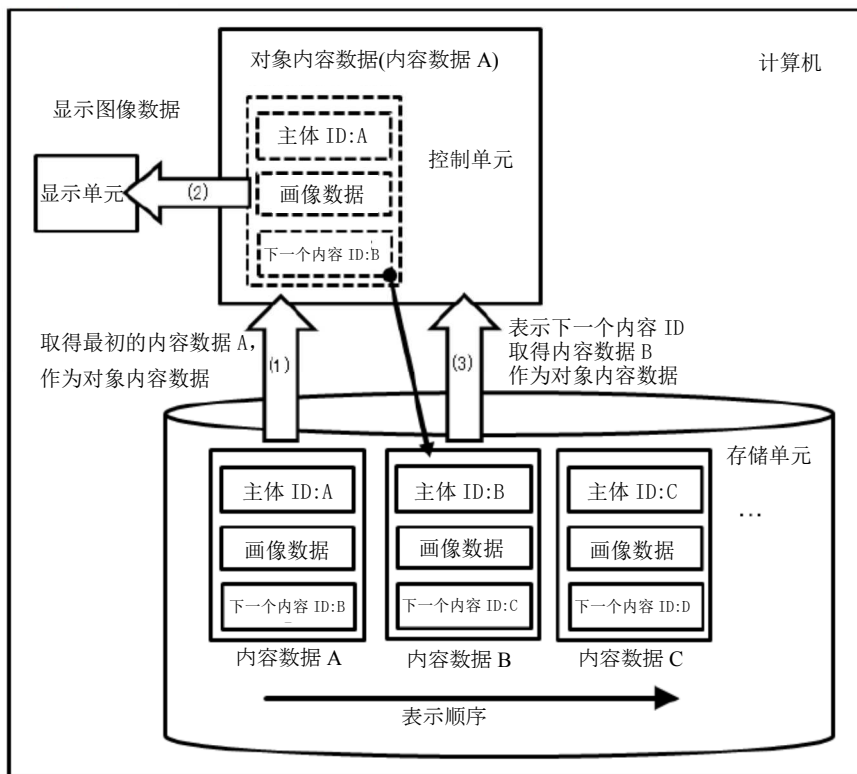 对象内容数据(内容数据 A)
计算机
显示图像数据
主体 ID:A
控制单元
显示单元
(2)
画像数据
下一个内容 ID:B
取得最初的内容数据 A，
作为对象内容数据
(1)
(3)
表示下一个内容 ID
取得内容数据 B
作为对象内容数据
存储单元
主体 ID:A
主体 ID:B
主体 ID:C
…
画像数据
画像数据
画像数据
下一个内容 ID:B
下一个内容 ID:C
下一个内容 ID:D
内容数据 A
内容数据 B
内容数据 C
表示顺序